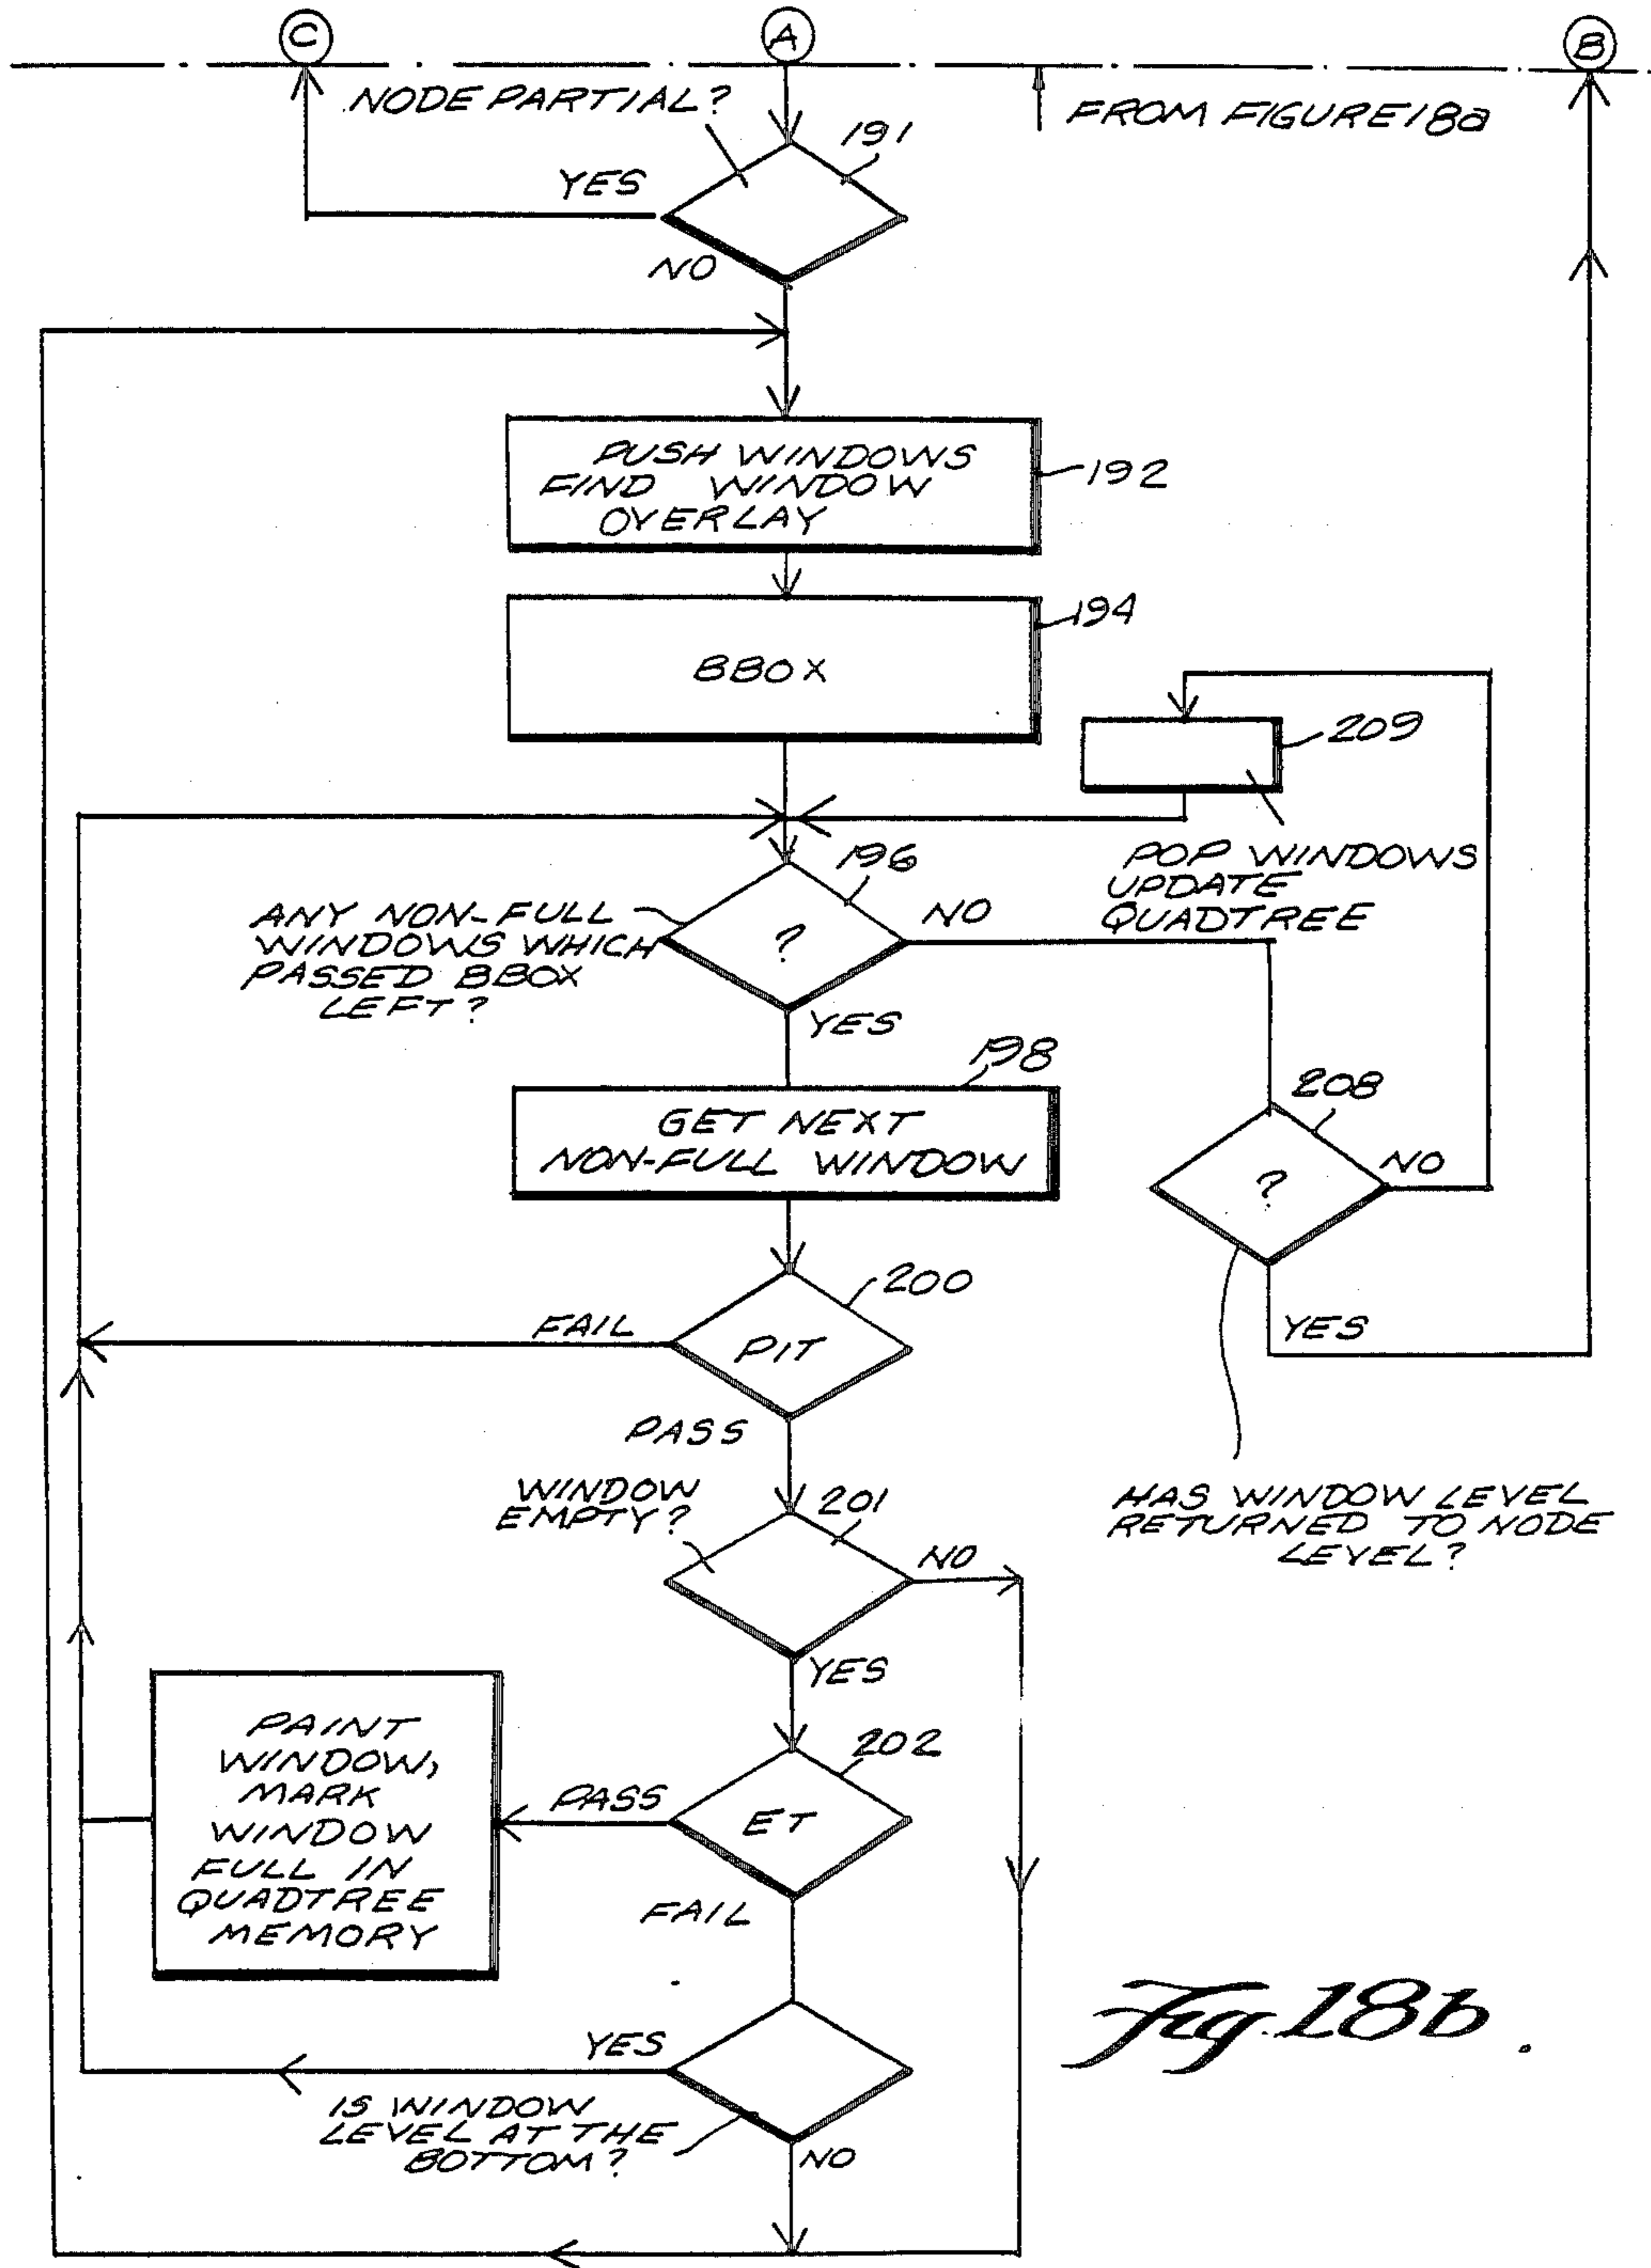 C
A
B
NODE PARTIAL?
FROM FIGURE 18a
191
YES
NO
PUSH WINDOWS
FIND WINDOW
OVERLAY
192
BBOX
194
209
POP WINDOWS
UPDATE
QUADTREE
196
ANY NON-FULL
WINDOWS WHICH
PASSED BBOX
LEFT?
?
NO
YES
198
GET NEXT
NON-FULL WINDOW
208
?
NO
YES
HAS WINDOW LEVEL
RETURNED TO NODE
LEVEL?
200
FAIL
PIT
PASS
WINDOW
EMPTY?
201
NO
YES
202
PASS
ET
FAIL
PAINT
WINDOW,
MARK
WINDOW
FULL IN
QUADTREE
MEMORY
YES
IS WINDOW
LEVEL AT THE
BOTTOM?
NO
Fig. 18b.